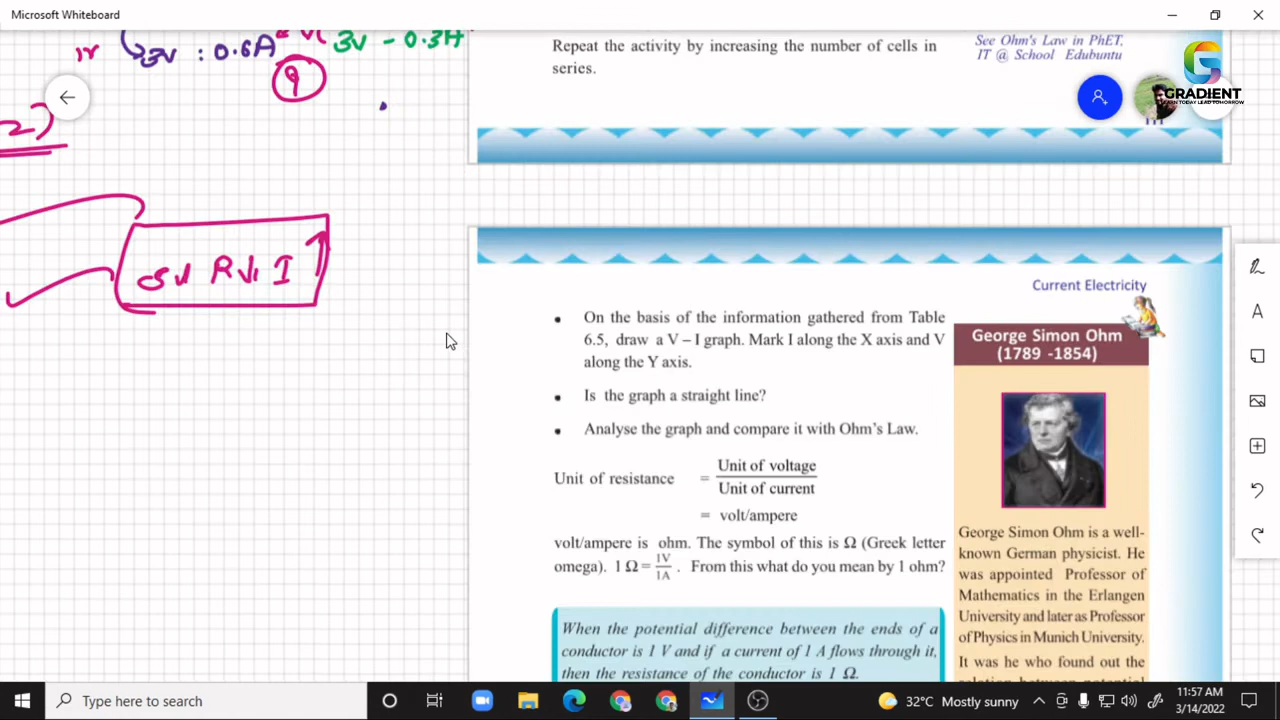 Microsoft Whiteboard
3V : 0.6A
3V - 0.3A
9
2)
R I
Repeat the activity by increasing the number of cells in
series.
See Ohm's Law in PhET,
IT @ School Edubuntu
GRADIENT
LEARN TODAY LEAD TOMORROW
Current Electricity
• On the basis of the information gathered from Table
6.5, draw a V – I graph. Mark I along the X axis and V
along the Y axis.
• Is the graph a straight line?
• Analyse the graph and compare it with Ohm's Law.
Unit of resistance = Unit of voltage
Unit of current
= volt/ampere
volt/ampere is ohm. The symbol of this is Ω (Greek letter
omega). 1 Ω = 1V/1A . From this what do you mean by 1 ohm?
When the potential difference between the ends of a
conductor is 1 V and if a current of 1 A flows through it,
then the resistance of the conductor is 1 Ω.
George Simon Ohm
(1789 -1854)
George Simon Ohm is a well-
known German physicist. He
was appointed Professor of
Mathematics in the Erlangen
University and later as Professor
of Physics in Munich University.
It was he who found out the
A
Type here to search
32°C Mostly sunny
11:57 AM
3/14/2022